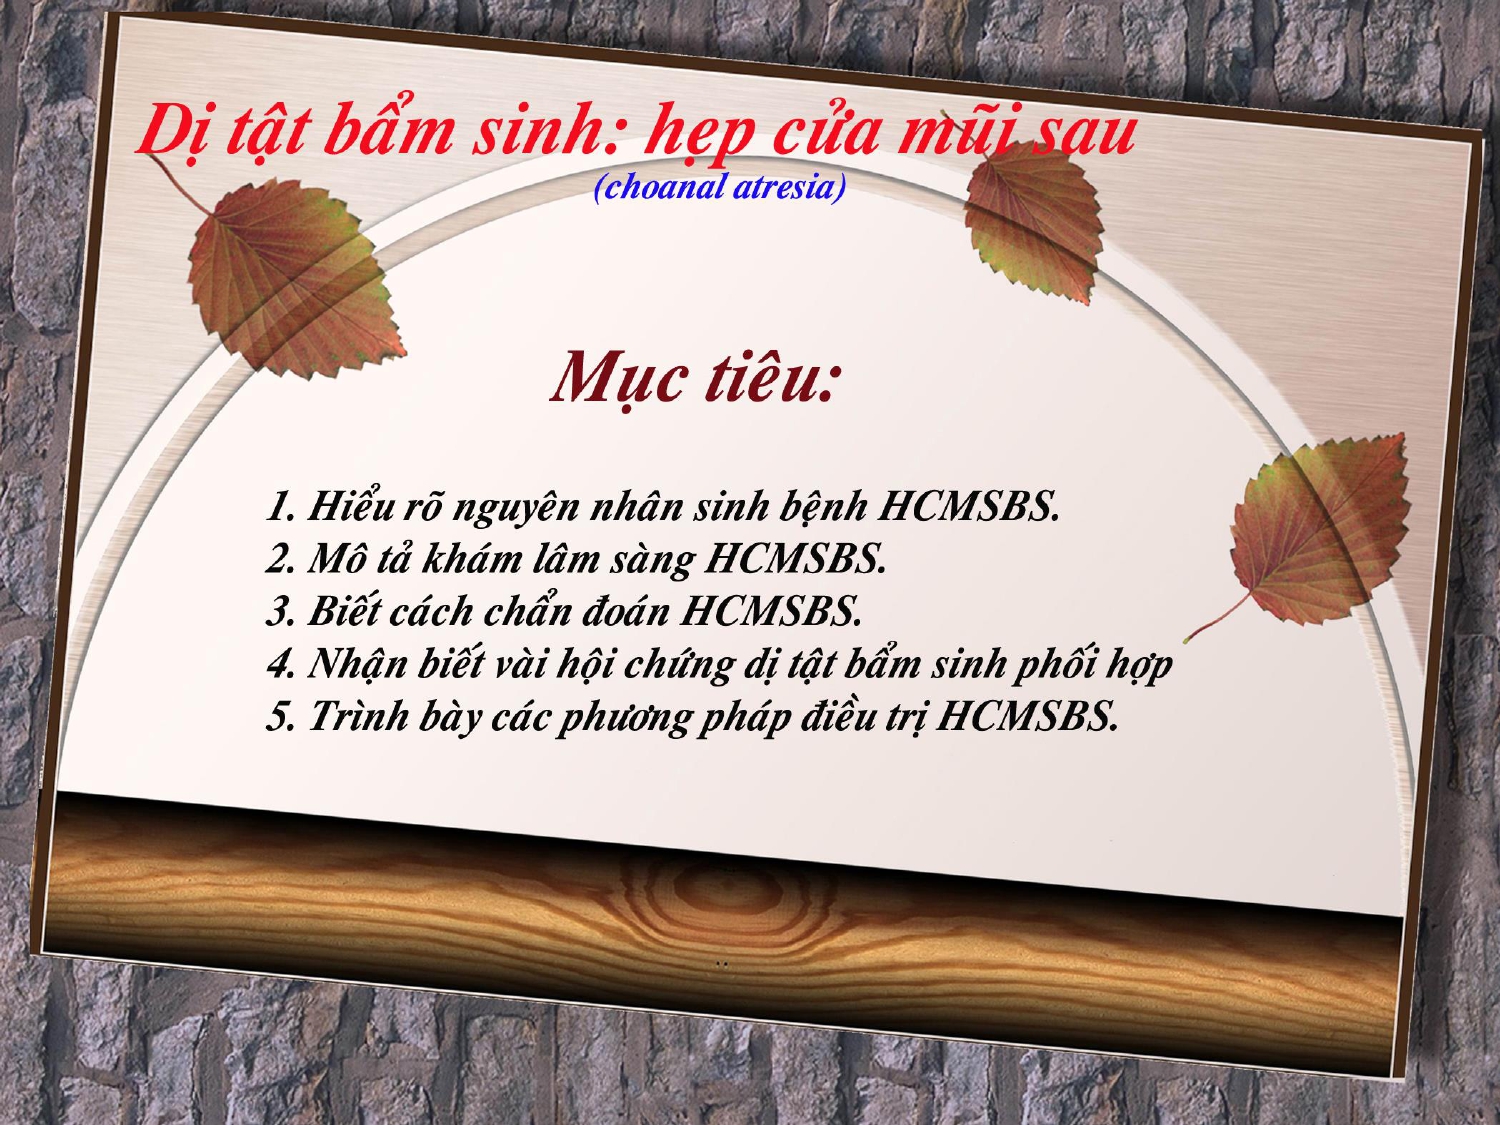 Dị tật bẩm sinh: hẹp cửa mũi sau
(choanal atresia)
Mục tiêu:
1. Hiểu rõ nguyên nhân sinh bệnh HCMSBS.
2. Mô tả khám lâm sàng HCMSBS.
3. Biết cách chẩn đoán HCMSBS.
4. Nhận biết vài hội chứng dị tật bẩm sinh phối hợp
5. Trình bày các phương pháp điều trị HCMSBS.
..